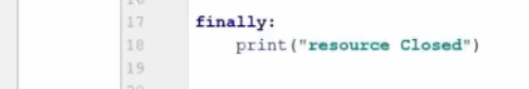 17 finally:
18 print("resource Closed")
19